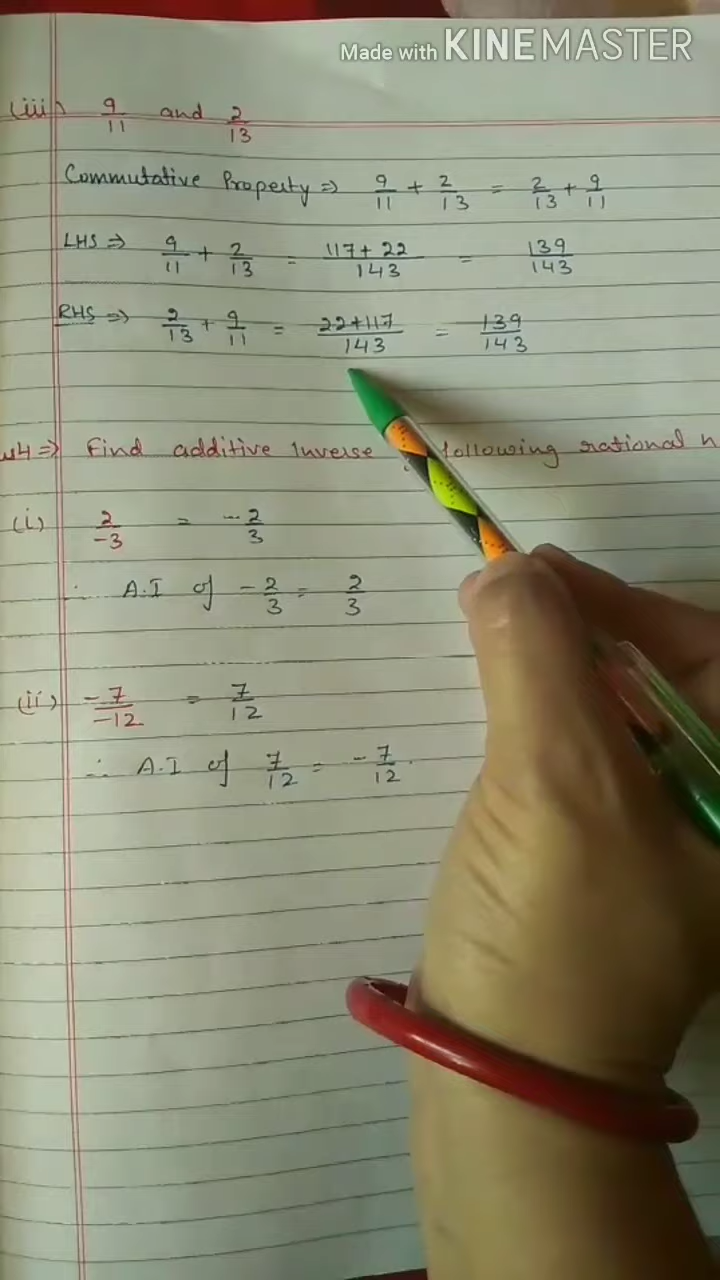 Made with KINEMASTER
(iii) 9/11 and 2/13
Commutative Property ⇒ 9/11 + 2/13 = 2/13 + 9/11
LHS ⇒ 9/11 + 2/13 = 117+22/143 = 139/143
RHS ⇒ 2/13 + 9/11 = 22+117/143 = 139/143
4 ⇒ Find additive Inverse following rational
(i) 2/-3 = -2/3
∴ A.I of -2/3 = 2/3
(ii) -7/-12 = 7/12
∴ A.I of 7/12 = -7/12.